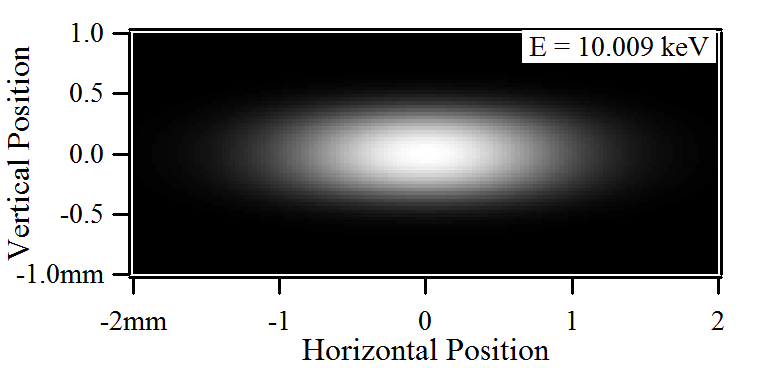 E = 10.009 keV
Vertical Position
1.0
0.5
0.0
-0.5
-1.0mm
-2mm
-1
0
1
2
Horizontal Position